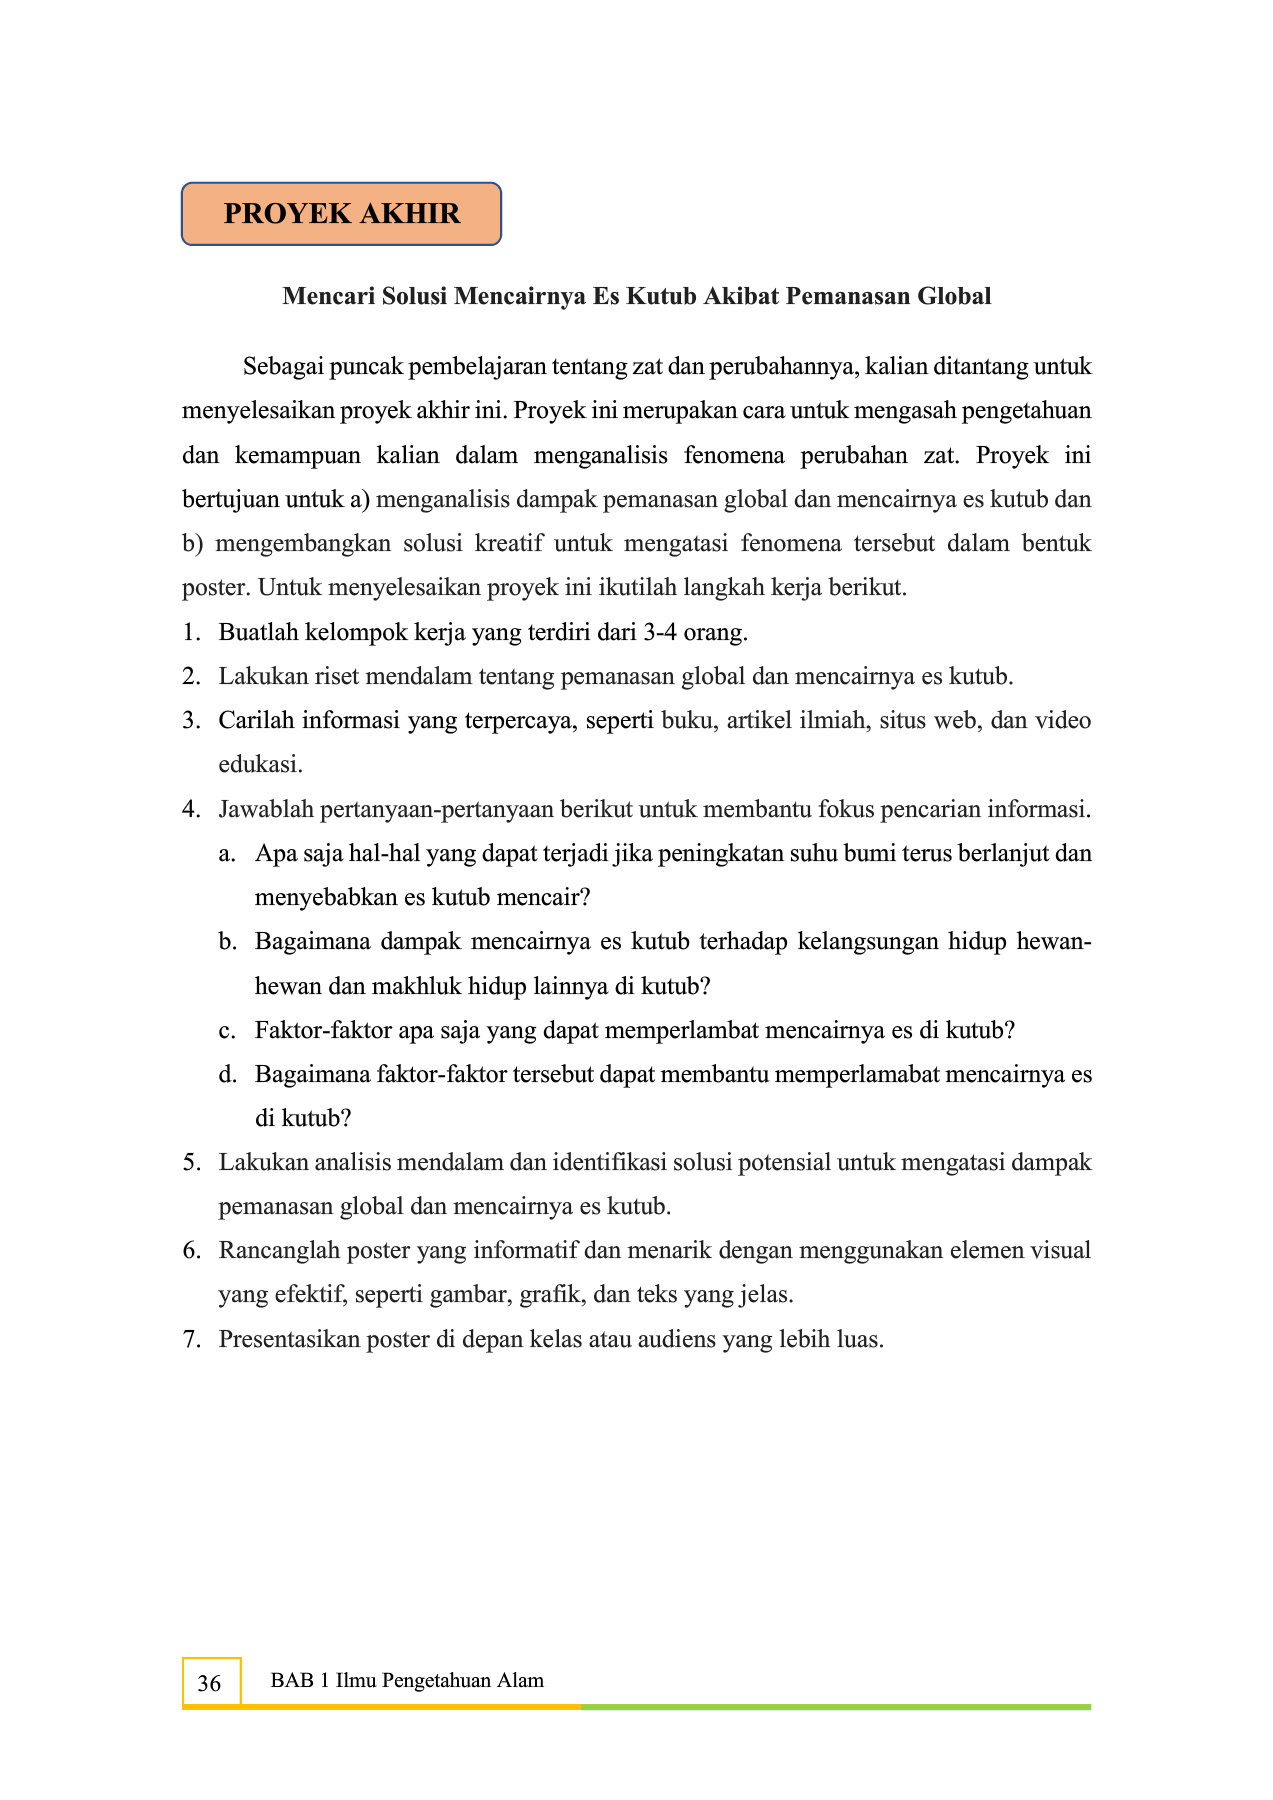 PROYEK AKHIR
Mencari Solusi Mencairnya Es Kutub Akibat Pemanasan Global
Sebagai puncak pembelajaran tentang zat dan perubahannya, kalian ditantang untuk
menyelesaikan proyek akhir ini. Proyek ini merupakan cara untuk mengasah pengetahuan
dan kemampuan kalian dalam menganalisis fenomena perubahan zat. Proyek ini
bertujuan untuk a) menganalisis dampak pemanasan global dan mencairnya es kutub dan
b) mengembangkan solusi kreatif untuk mengatasi fenomena tersebut dalam bentuk
poster. Untuk menyelesaikan proyek ini ikutilah langkah kerja berikut.
1. Buatlah kelompok kerja yang terdiri dari 3-4 orang.
2. Lakukan riset mendalam tentang pemanasan global dan mencairnya es kutub.
3. Carilah informasi yang terpercaya, seperti buku, artikel ilmiah, situs web, dan video
edukasi.
4. Jawablah pertanyaan-pertanyaan berikut untuk membantu fokus pencarian informasi.
a. Apa saja hal-hal yang dapat terjadi jika peningkatan suhu bumi terus berlanjut dan
menyebabkan es kutub mencair?
b. Bagaimana dampak mencairnya es kutub terhadap kelangsungan hidup hewan-
hewan dan makhluk hidup lainnya di kutub?
c. Faktor-faktor apa saja yang dapat memperlambat mencairnya es di kutub?
d. Bagaimana faktor-faktor tersebut dapat membantu memperlamabat mencairnya es
di kutub?
5. Lakukan analisis mendalam dan identifikasi solusi potensial untuk mengatasi dampak
pemanasan global dan mencairnya es kutub.
6. Rancanglah poster yang informatif dan menarik dengan menggunakan elemen visual
yang efektif, seperti gambar, grafik, dan teks yang jelas.
7. Presentasikan poster di depan kelas atau audiens yang lebih luas.
36 BAB 1 Ilmu Pengetahuan Alam